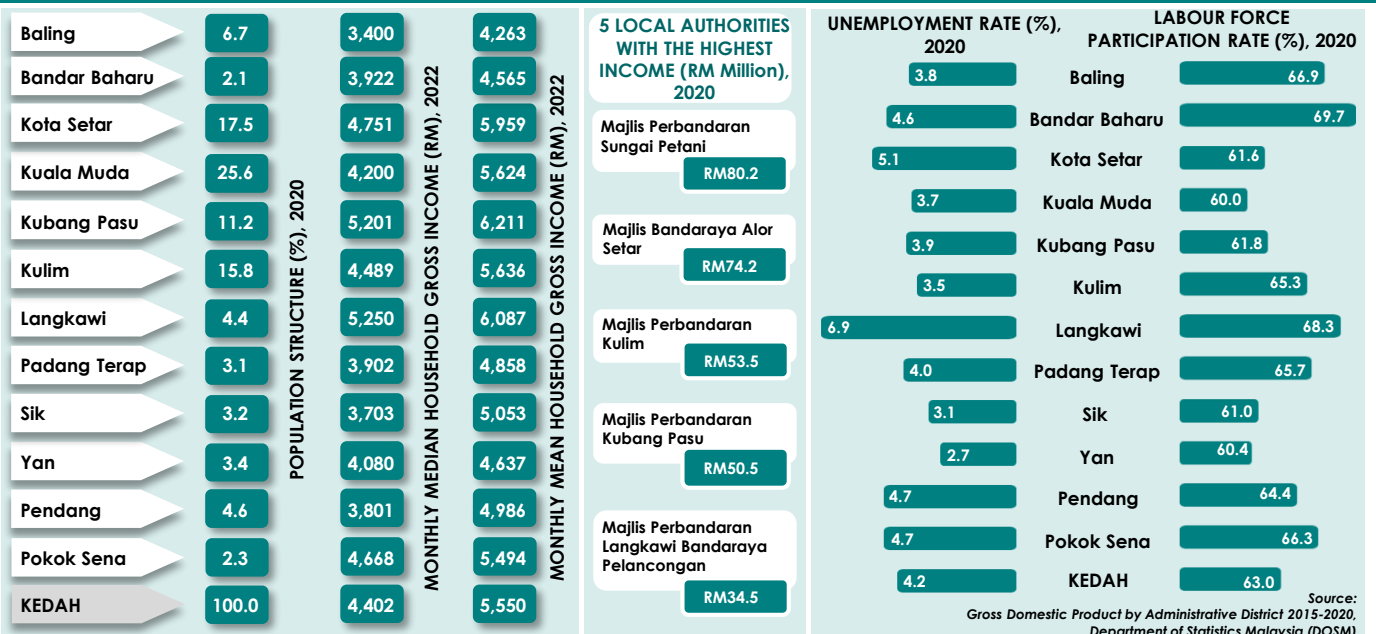 Baling 6.7 3,400 4,263
Bandar Baharu 2.1 3,922 4,565
Kota Setar 17.5 4,751 5,959
Kuala Muda 25.6 4,200 5,624
Kubang Pasu 11.2 5,201 6,211
Kulim 15.8 4,489 5,636
Langkawi 4.4 5,250 6,087
Padang Terap 3.1 3,902 4,858
Sik 3.2 3,703 5,053
Yan 3.4 4,080 4,637
Pendang 4.6 3,801 4,986
Pokok Sena 2.3 4,668 5,494
KEDAH 100.0 4,402 5,550
POPULATION STRUCTURE (%), 2020
MONTHLY MEDIAN HOUSEHOLD GROSS INCOME (RM), 2022
MONTHLY MEAN HOUSEHOLD GROSS INCOME (RM), 2022
5 LOCAL AUTHORITIES
WITH THE HIGHEST
INCOME (RM Million),
2020
Majlis Perbandaran
Sungai Petani
RM80.2
Majlis Bandaraya Alor
Setar
RM74.2
Majlis Perbandaran
Kulim
RM53.5
Majlis Perbandaran
Kubang Pasu
RM50.5
Majlis Perbandaran
Langkawi Bandaraya
Pelancongan
RM34.5
UNEMPLOYMENT RATE (%),
2020
LABOUR FORCE
PARTICIPATION RATE (%), 2020
3.8 Baling 66.9
4.6 Bandar Baharu 69.7
5.1 Kota Setar 61.6
3.7 Kuala Muda 60.0
3.9 Kubang Pasu 61.8
3.5 Kulim 65.3
6.9 Langkawi 68.3
4.0 Padang Terap 65.7
3.1 Sik 61.0
2.7 Yan 60.4
4.7 Pendang 64.4
4.7 Pokok Sena 66.3
4.2 KEDAH 63.0
Source:
Gross Domestic Product by Administrative District 2015-2020,
Department of Statistics Malaysia (DOSM)